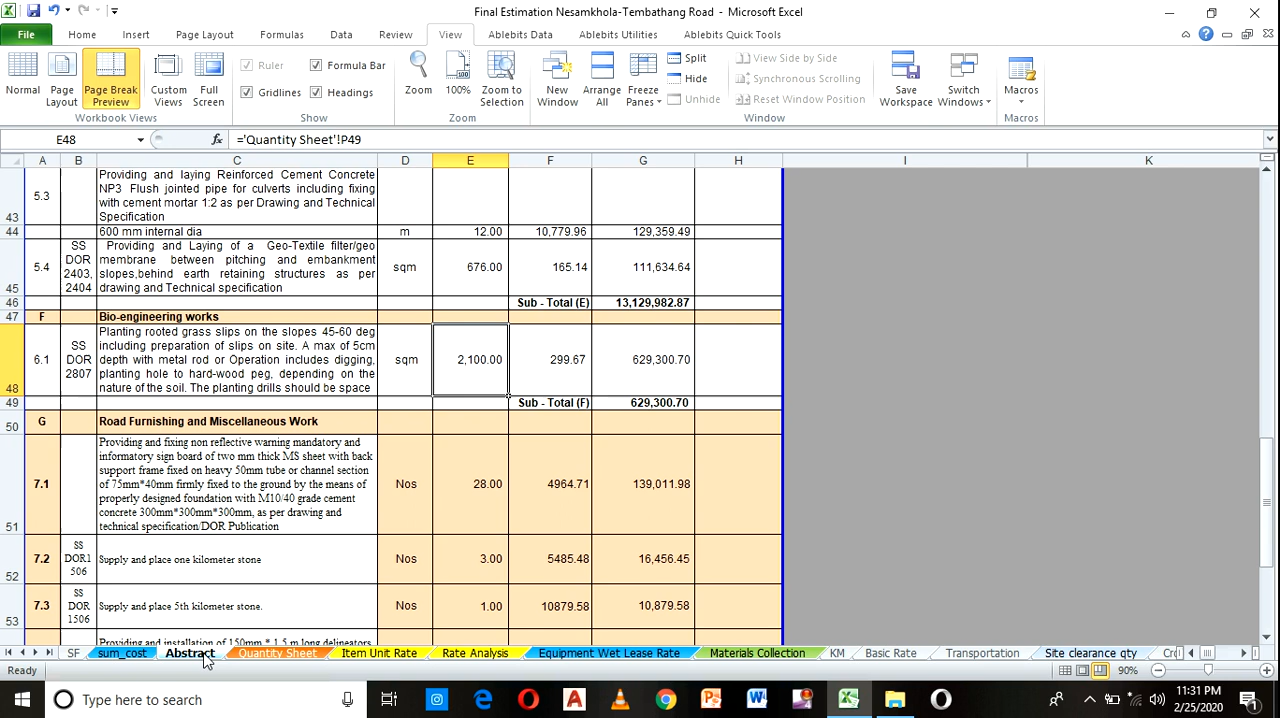 Final Estimation Nesamkhola-Tembathang Road - Microsoft Excel
File Home Insert Page Layout Formulas Data Review View Ablebits Data Ablebits Utilities Ablebits Quick Tools
Normal Page Layout Page Break Preview Custom Views Full Screen
Ruler Formula Bar
Gridlines Headings
Zoom 100% Zoom to Selection
New Window Arrange All Freeze Panes
Split
Hide
Unhide
View Side by Side
Synchronous Scrolling
Reset Window Position
Save Workspace Switch Windows Macros
Workbook Views Show Zoom Window Macros
E48 fx ='Quantity Sheet'!P49
A B C D E F G H I K
43 5.3 Providing and laying Reinforced Cement Concrete
NP3 Flush jointed pipe for culverts including fixing
with cement mortar 1:2 as per Drawing and Technical
Specification
44 600 mm internal dia m 12.00 10,779.96 129,359.49
45 5.4 SS DOR 2403, 2404 Providing and Laying of a Geo-Textile filter/geo
membrane between pitching and embankment
slopes,behind earth retaining structures as per
drawing and Technical specification sqm 676.00 165.14 111,634.64
46 Sub - Total (E) 13,129,982.87
47 F Bio-engineering works
48 6.1 SS DOR 2807 Planting rooted grass slips on the slopes 45-60 deg
including preparation of slips on site. A max of 5cm
depth with metal rod or Operation includes digging,
planting hole to hard-wood peg, depending on the
nature of the soil. The planting drills should be space sqm 2,100.00 299.67 629,300.70
49 Sub - Total (F) 629,300.70
50 G Road Furnishing and Miscellaneous Work
51 7.1 Providing and fixing non reflective warning mandatory and
informatory sign board of two mm thick MS sheet with back
support frame fixed on heavy 50mm tube or channel section
of 75mm*40mm firmly fixed to the ground by the means of
properly designed foundation with M10/40 grade cement
concrete 300mm*300mm*300mm, as per drawing and
technical specification/DOR Publication Nos 28.00 4964.71 139,011.98
52 7.2 SS DOR1 506 Supply and place one kilometer stone Nos 3.00 5485.48 16,456.45
53 7.3 SS DOR 1506 Supply and place 5th kilometer stone. Nos 1.00 10879.58 10,879.58
Providing and installation of 150mm * 1.5 m long delineators
SF sum_cost Abstract Quantity Sheet Item Unit Rate Rate Analysis Equipment Wet Lease Rate Materials Collection KM Basic Rate Transportation Site clearance qty
Ready 90%
Type here to search
11:31 PM
2/25/2020